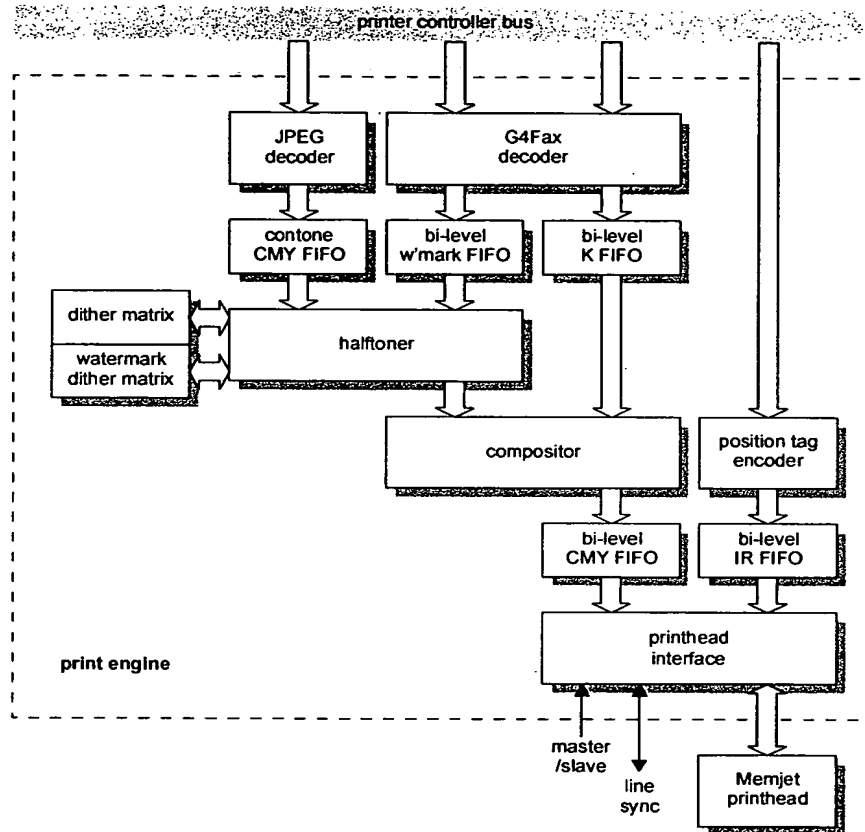 printer controller bus
JPEG
decoder
G4Fax
decoder
contone
CMY FIFO
bi-level
w'mark FIFO
bi-level
K FIFO
dither matrix
watermark
dither matrix
halftoner
compositor
position tag
encoder
bi-level
CMY FIFO
bi-level
IR FIFO
printhead
interface
print engine
master
/slave
line
sync
Memjet
printhead